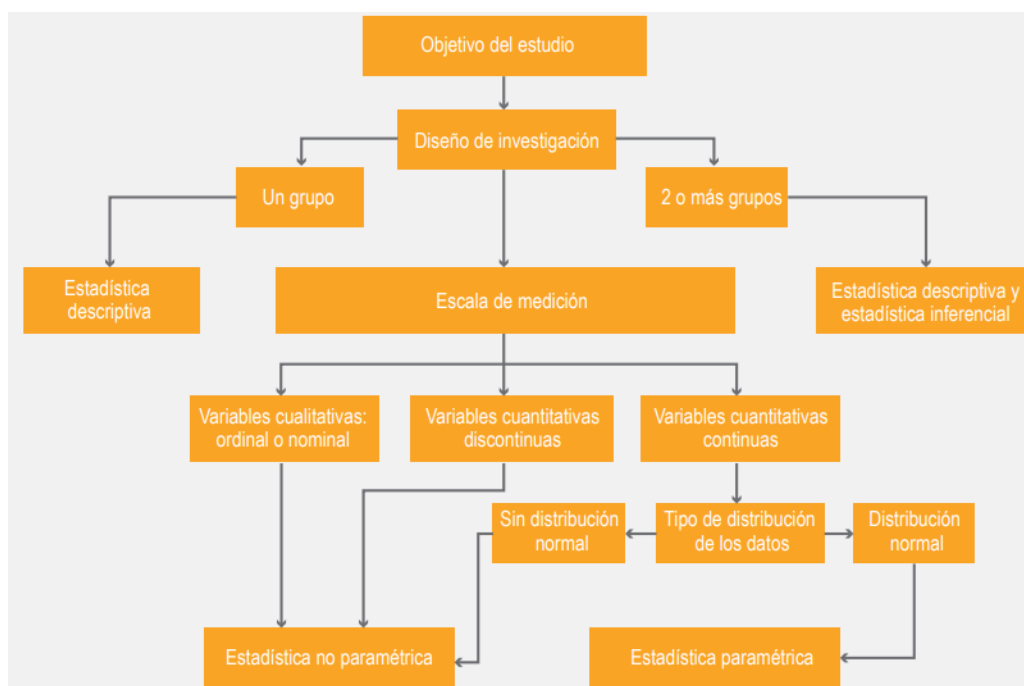 Objetivo del estudio
Diseño de investigación
Un grupo
2 o más grupos
Estadística
descriptiva
Escala de medición
Estadística descriptiva y
estadística inferencial
Variables cualitativas:
ordinal o nominal
Variables cuantitativas
discontinuas
Variables cuantitativas
continuas
Sin distribución
normal
Tipo de distribución
de los datos
Distribución
normal
Estadística no paramétrica
Estadística paramétrica